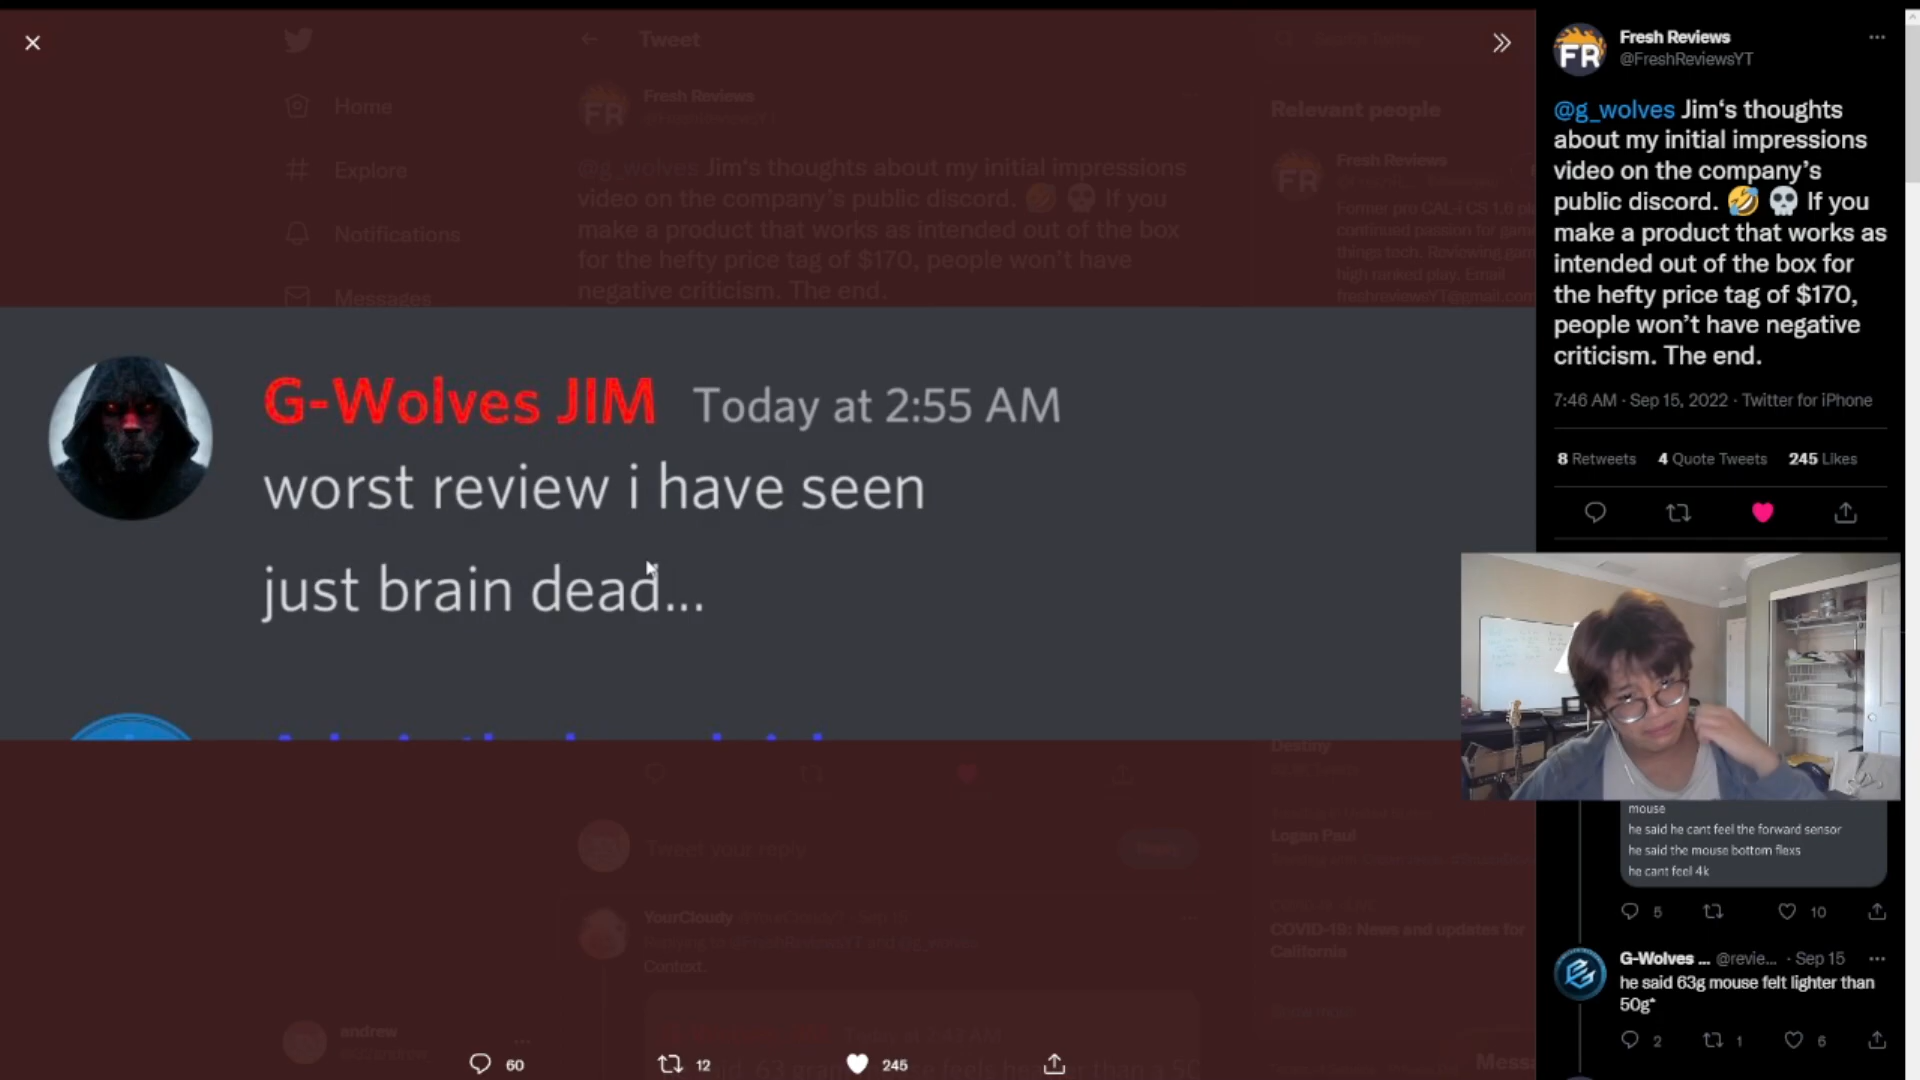 Tweet
Home
Explore
Notifications
Messages
Fresh Reviews
@g_wolves Jim's thoughts about my initial impressions
video on the company's public discord. 🤣 💀 If you
make a product that works as intended out of the box
for the hefty price tag of $170, people won't have
negative criticism. The end.
Relevant people
Fresh Reviews
G-Wolves JIM Today at 2:55 AM
worst review i have seen
just brain dead...
Tweet your reply
Reply
YourCloudy
Context.
andrew
Destiny
Logan Paul
COVID-19: News and updates for
California
60 12 245
Fresh Reviews
@FreshReviewsYT
@g_wolves Jim‘s thoughts
about my initial impressions
video on the company’s
public discord. 🤣 💀 If you
make a product that works as
intended out of the box for
the hefty price tag of $170,
people won’t have negative
criticism. The end.
7:46 AM · Sep 15, 2022 · Twitter for iPhone
8 Retweets 4 Quote Tweets 245 Likes
mouse
he said he cant feel the forward sensor
he said the mouse bottom flexs
he cant feel 4k
5 10
G-Wolves ... @revie... · Sep 15
he said 63g mouse felt lighter than
50g*
2 1 6